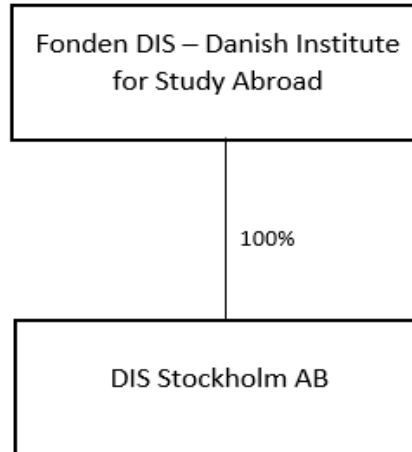 Fonden DIS – Danish Institute
for Study Abroad
100%
DIS Stockholm AB